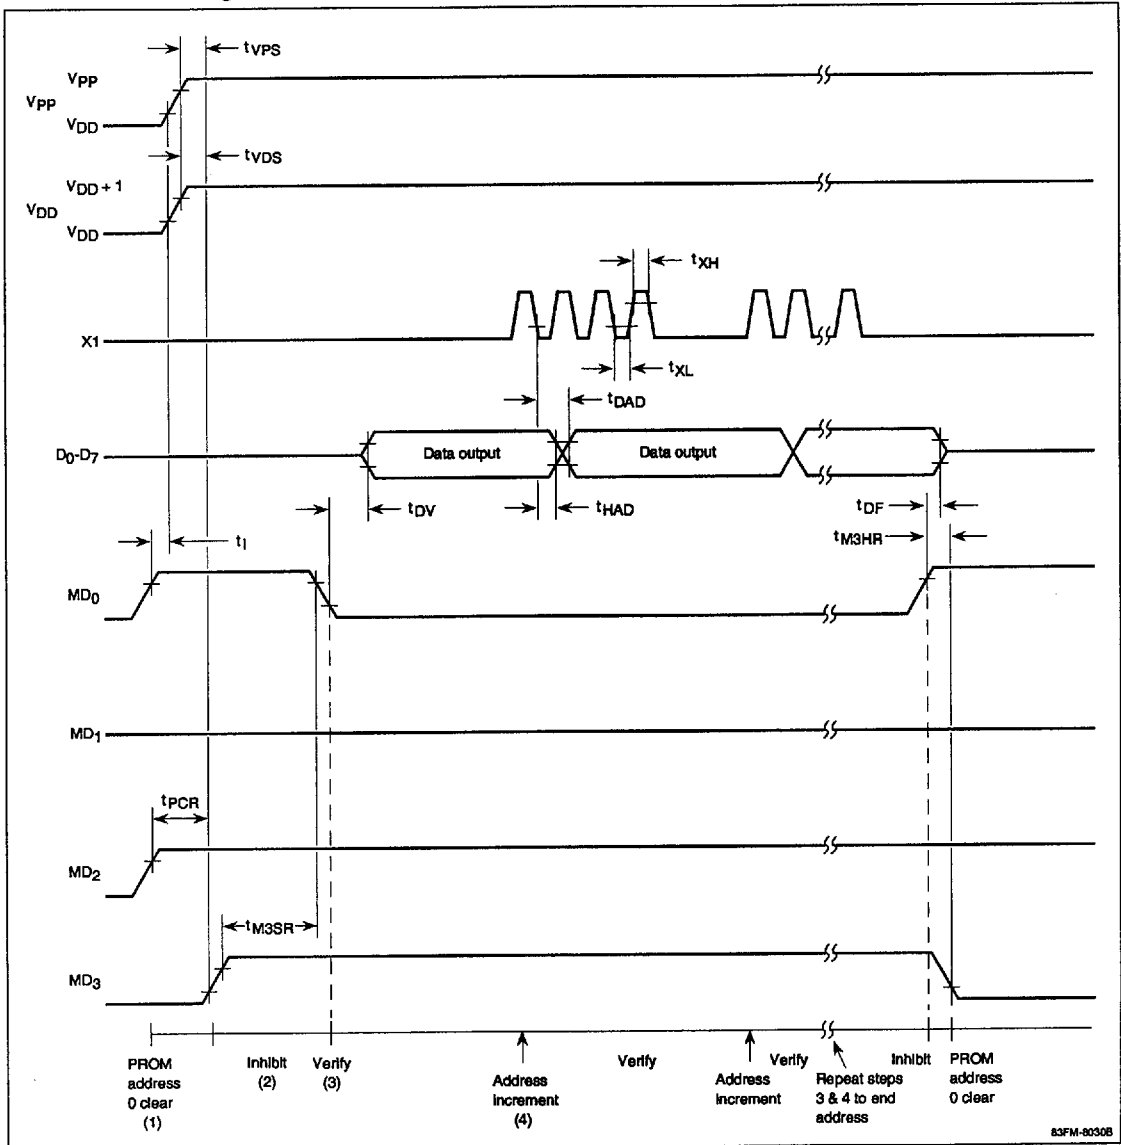 tVPS
VPP
VPP
VDD
tVDS
VDD + 1
VDD
VDD
tXH
X1
tXL
tDAD
D0-D7
Data output
Data output
tDV
tHAD
tDF
tI
tM3HR
MD0
MD1
tPCR
MD2
tM3SR
MD3
PROM address 0 clear (1)
Inhibit (2)
Verify (3)
Address Increment (4)
Verify
Address Increment
Verify
Repeat steps 3 & 4 to end address
Inhibit
PROM address 0 clear
83FM-8030B